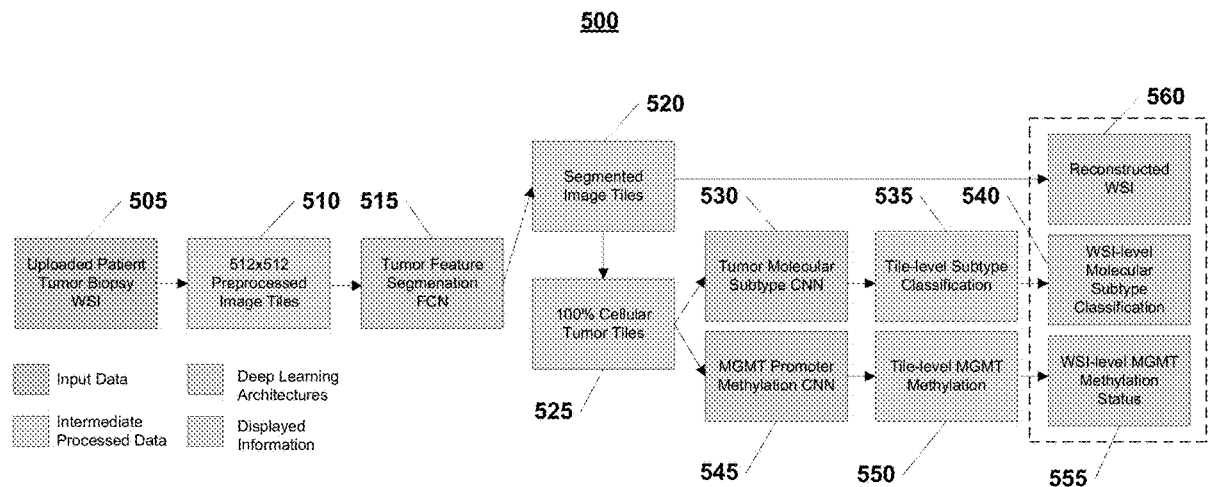 500
520
560
505
510
515
Segmented
Image Tiles
530
535
540
Reconstructed
WSI
Uploaded Patient
Tumor Biopsy
WSI
512x512
Preprocessed
Image Tiles
Tumor Feature
Segmenation
FCN
100% Cellular
Tumor Tiles
Tumor Molecular
Subtype CNN
Tile-level Subtype
Classification
WSI-level
Molecular
Subtype
Classification
MGMT Promoter
Methylation CNN
Tile-level MGMT
Methylation
WSI-level MGMT
Methylation
Status
Input Data
Deep Learning
Architectures
Intermediate
Processed Data
Displayed
Information
525
545
550
555